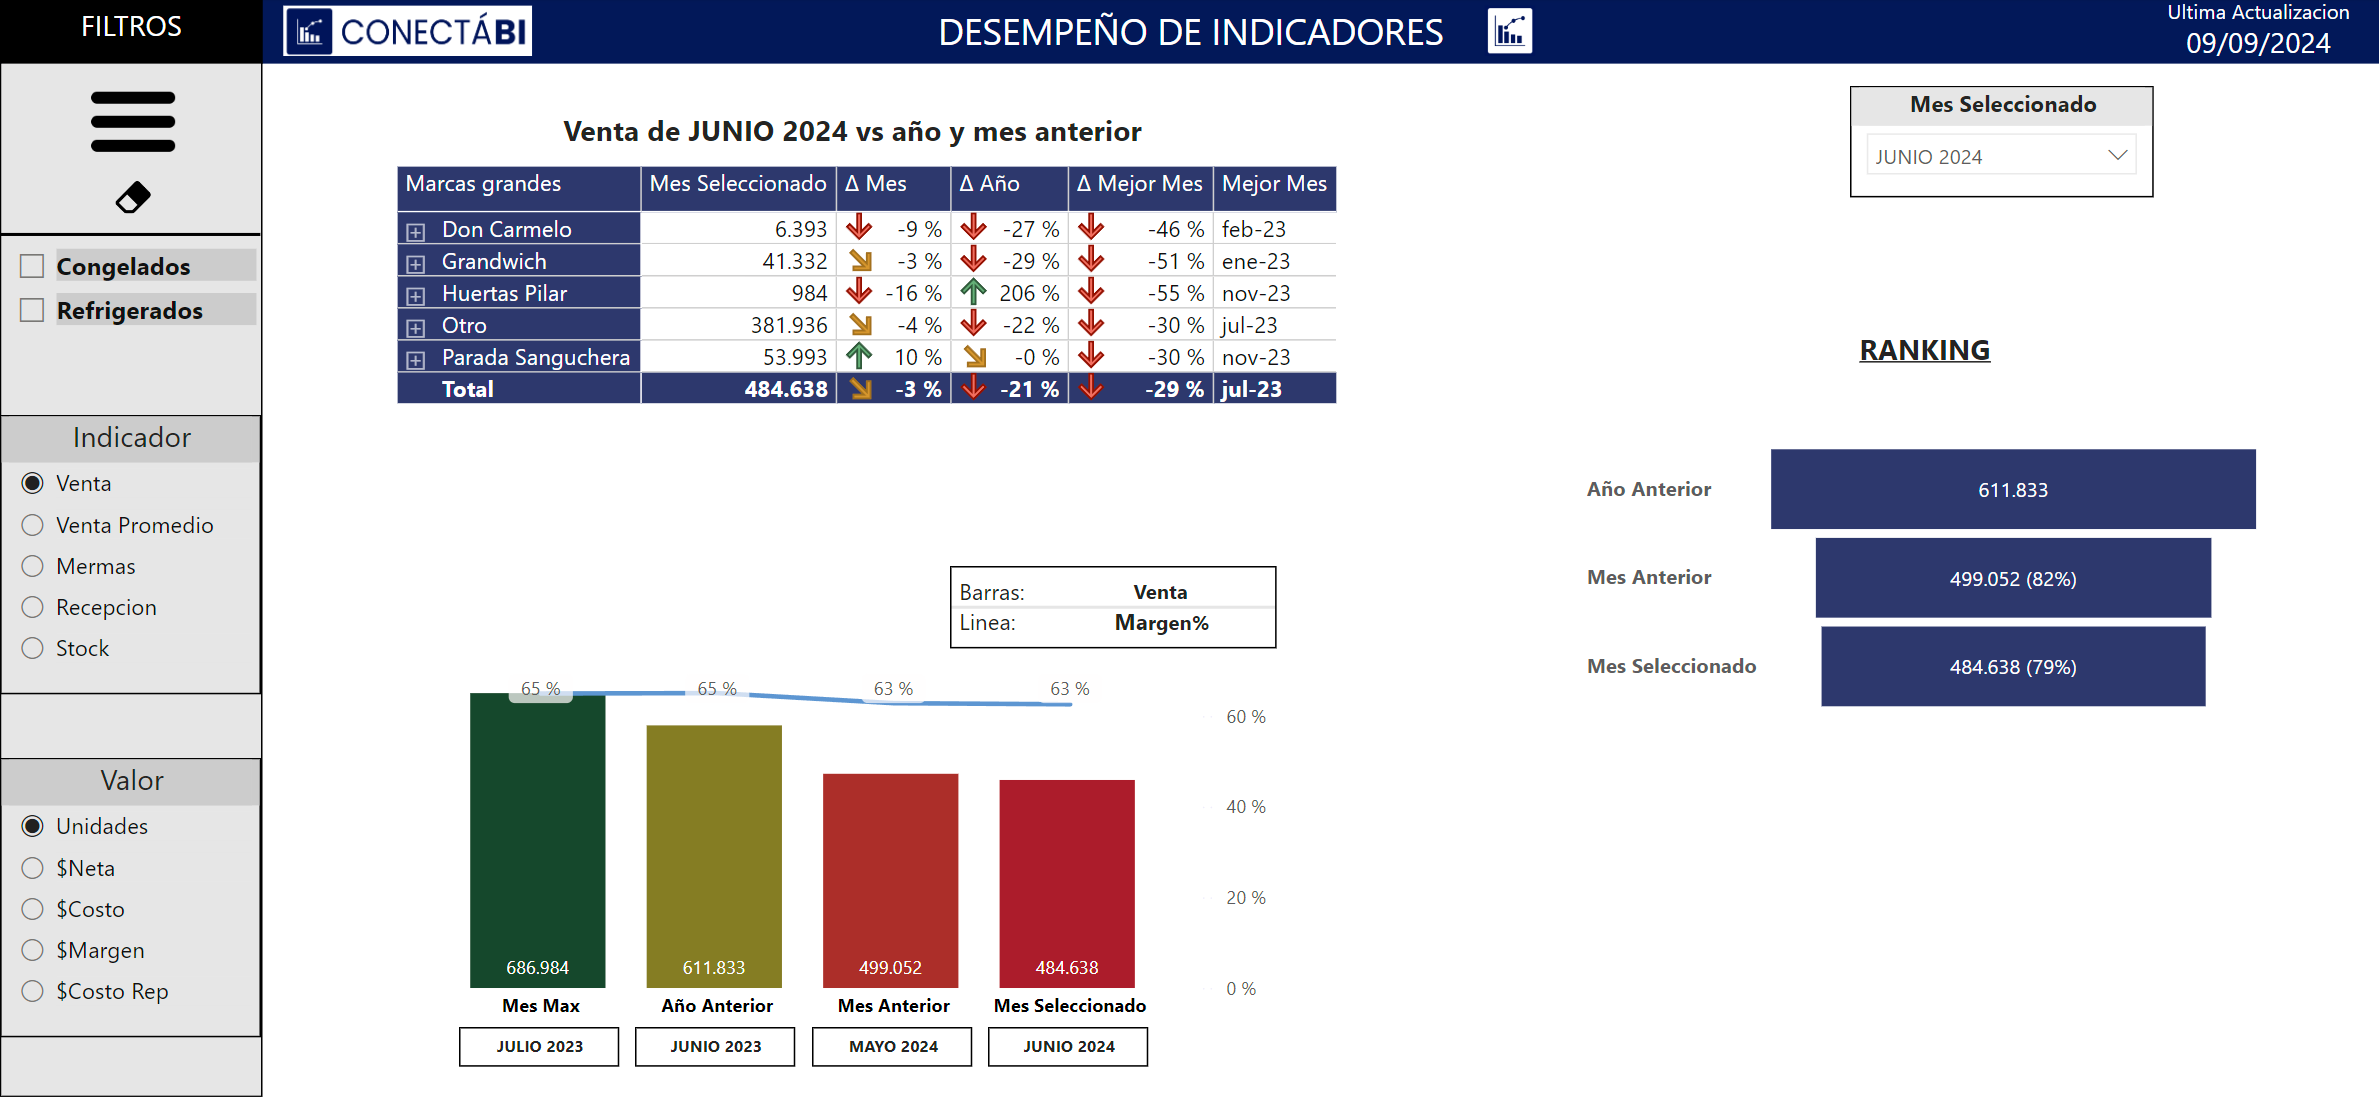 FILTROS
CONECTÁBI
DESEMPEÑO DE INDICADORES
Ultima Actualizacion
09/09/2024
Congelados
Refrigerados
Indicador
Venta
Venta Promedio
Mermas
Recepcion
Stock
Valor
Unidades
$Neta
$Costo
$Margen
$Costo Rep
Venta de JUNIO 2024 vs año y mes anterior
Marcas grandes Mes Seleccionado Δ Mes Δ Año Δ Mejor Mes Mejor Mes
Don Carmelo 6.393 -9 % -27 % -46 % feb-23
Grandwich 41.332 -3 % -29 % -51 % ene-23
Huertas Pilar 984 -16 % 206 % -55 % nov-23
Otro 381.936 -4 % -22 % -30 % jul-23
Parada Sanguchera 53.993 10 % -0 % -30 % nov-23
Total 484.638 -3 % -21 % -29 % jul-23
Barras: Venta
Linea: Margen%
65 % 65 % 63 % 63 %
60 %
40 %
20 %
0 %
686.984 611.833 499.052 484.638
Mes Max Año Anterior Mes Anterior Mes Seleccionado
JULIO 2023 JUNIO 2023 MAYO 2024 JUNIO 2024
Mes Seleccionado
JUNIO 2024
RANKING
Año Anterior 611.833
Mes Anterior 499.052 (82%)
Mes Seleccionado 484.638 (79%)